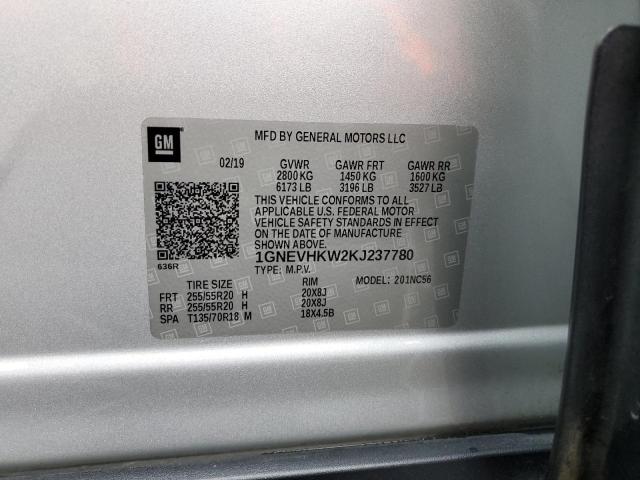 GM
MFD BY GENERAL MOTORS LLC
02/19 GVWR GAWR FRT GAWR RR
2800 KG 1450 KG 1600 KG
6173 LB 3196 LB 3527 LB
THIS VEHICLE CONFORMS TO ALL
APPLICABLE U.S. FEDERAL MOTOR
VEHICLE SAFETY STANDARDS IN EFFECT
ON THE DATE OF MANUFACTURE
SHOWN ABOVE.
636R
1GNEVHKW2KJ237780
TYPE: M.P.V. MODEL: 201NC56
TIRE SIZE RIM
FRT 255/55R20 H 20X8J
RR 255/55R20 H 20X8J
SPA T135/70R18 M 18X4.5B